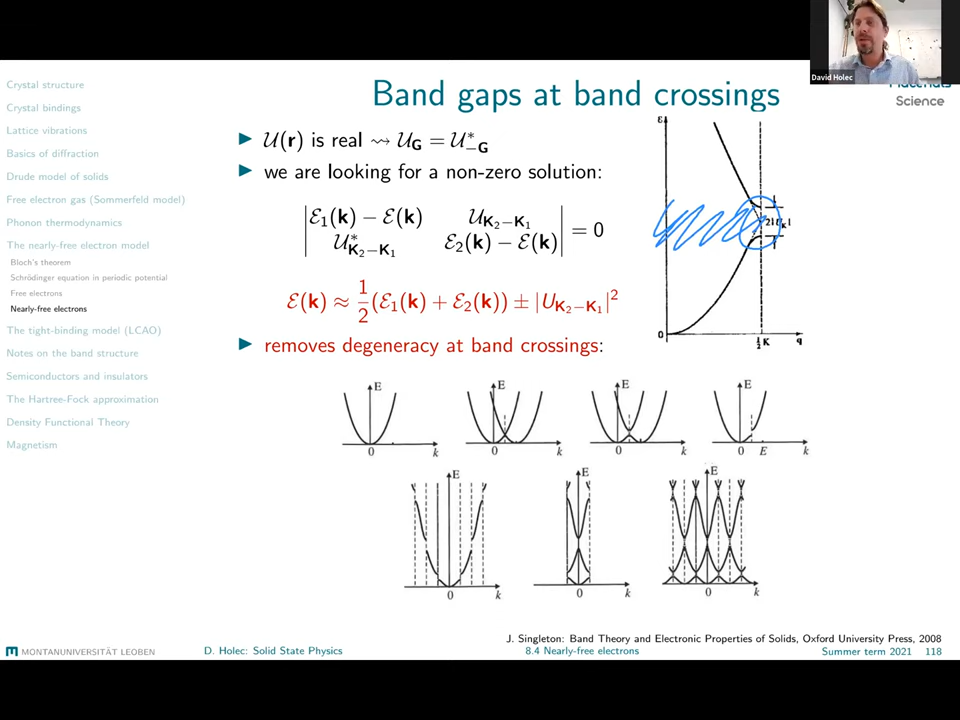 David Holec
Materials
Science
Crystal structure
Crystal bindings
Lattice vibrations
Basics of diffraction
Drude model of solids
Free electron gas (Sommerfeld model)
Phonon thermodynamics
The nearly-free electron model
Bloch's theorem
Schrödinger equation in periodic potential
Free electrons
Nearly-free electrons
The tight-binding model (LCAO)
Notes on the band structure
Semiconductors and insulators
The Hartree-Fock approximation
Density Functional Theory
Magnetism
Band gaps at band crossings
▶ 𝒰(r) is real ⇝ 𝒰_G = 𝒰*_−G
▶ we are looking for a non-zero solution:
| ℰ₁(k) − ℰ(k) 𝒰_K₂−K₁ |
| 𝒰*_K₂−K₁ ℰ₂(k) − ℰ(k) | = 0
ℰ(k) ≈ 1/2 (ℰ₁(k) + ℰ₂(k)) ± |U_K₂−K₁|²
▶ removes degeneracy at band crossings:
ε
2|U_K|
0
½K q
E E E E
0 k 0 k 0 k 0 E k
E E E
0 k 0 k 0 k
J. Singleton: Band Theory and Electronic Properties of Solids, Oxford University Press, 2008
MONTANUNIVERSITÄT LEOBEN D. Holec: Solid State Physics 8.4 Nearly-free electrons Summer term 2021 118